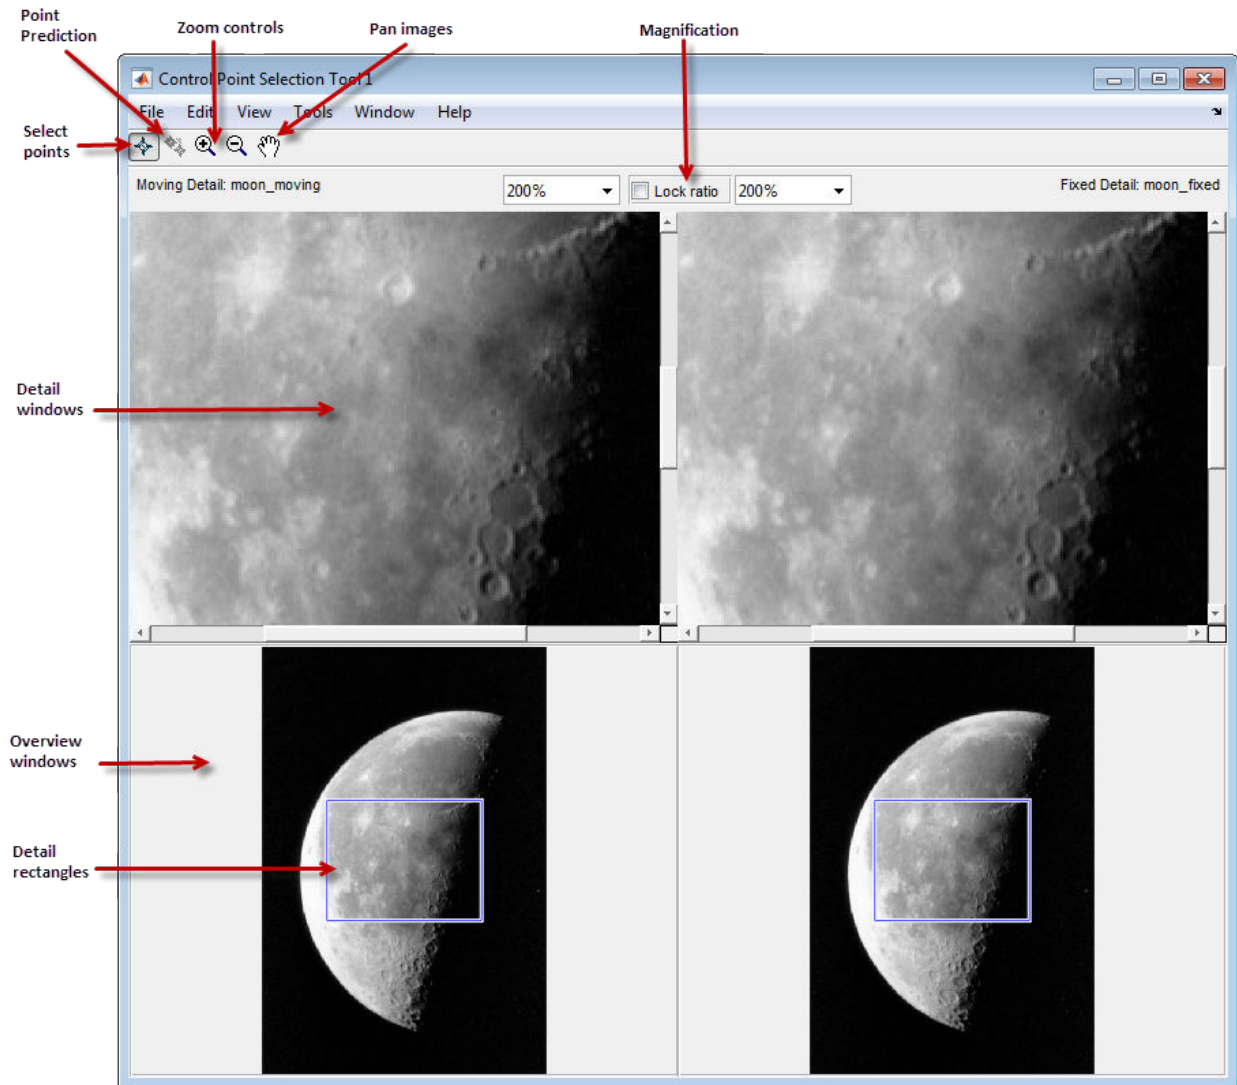 Point
Prediction
Zoom controls
Pan images
Magnification
Control Point Selection Tool 1
File Edit View Tools Window Help
Select
points
Moving Detail: moon_moving
200%
Lock ratio
200%
Fixed Detail: moon_fixed
Detail
windows
Overview
windows
Detail
rectangles